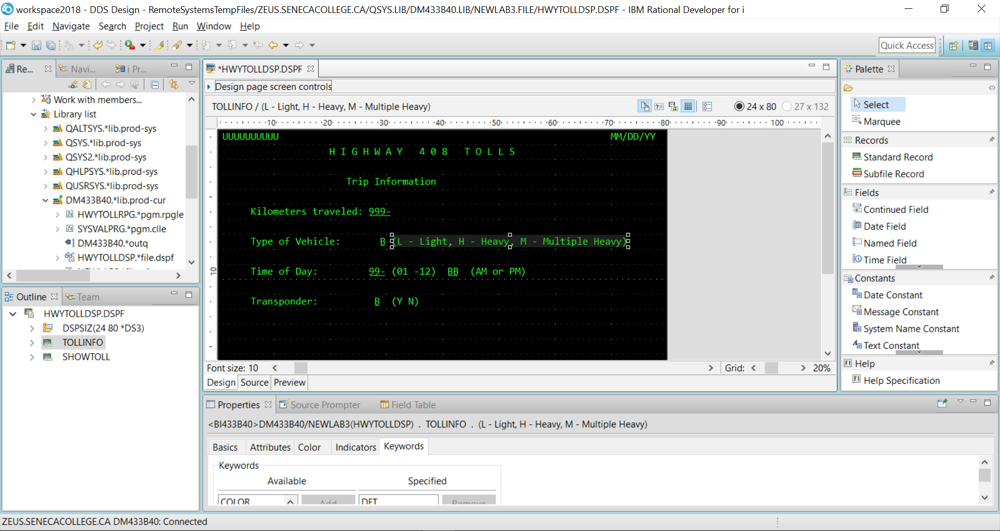 workspace2018 - DDS Design - RemoteSystemsTempFiles/ZEUS.SENECACOLLEGE.CA/QSYS.LIB/DM433B40.LIB/NEWLAB3.FILE/HWYTOLLDSP.DSPF - IBM Rational Developer for i
File Edit Navigate Search Project Run Window Help
Quick Access
Re... Navi... i Pr...
Work with members...
Library list
QALTSYS.*lib.prod-sys
QSYS.*lib.prod-sys
QSYS2.*lib.prod-sys
QHLPSYS.*lib.prod-sys
QUSRSYS.*lib.prod-sys
DM433B40.*lib.prod-cur
HWYTOLLRPG.*pgm.rpgle
SYSVALPRG.*pgm.clle
DM433B40.*outq
HWYTOLLDSP.*file.dspf
Outline Team
HWYTOLLDSP.DSPF
DSPSIZ(24 80 *DS3)
TOLLINFO
SHOWTOLL
*HWYTOLLDSP.DSPF
Design page screen controls
TOLLINFO / (L - Light, H - Heavy, M - Multiple Heavy)
24 x 80 27 x 132
10 20 30 40 50 60 70 80 90 100
UUUUUUUUUU MM/DD/YY
H I G H W A Y 4 0 8 T O L L S
Trip Information
Kilometers traveled: 999-
Type of Vehicle: B (L - Light, H - Heavy, M - Multiple Heavy)
10
Time of Day: 99- (01 -12) BB (AM or PM)
Transponder: B (Y N)
Font size: 10 Grid: 20%
Design Source Preview
Palette
Select
Marquee
Records
Standard Record
Subfile Record
Fields
Continued Field
Date Field
Named Field
Time Field
Constants
Date Constant
Message Constant
System Name Constant
Text Constant
Help
Help Specification
Properties Source Prompter Field Table
<BI433B40>DM433B40/NEWLAB3(HWYTOLLDSP) . TOLLINFO . (L - Light, H - Heavy, M - Multiple Heavy)
Basics Attributes Color Indicators Keywords
Keywords
Available Specified
COLOR Add DFT Remove
ZEUS.SENECACOLLEGE.CA DM433B40: Connected